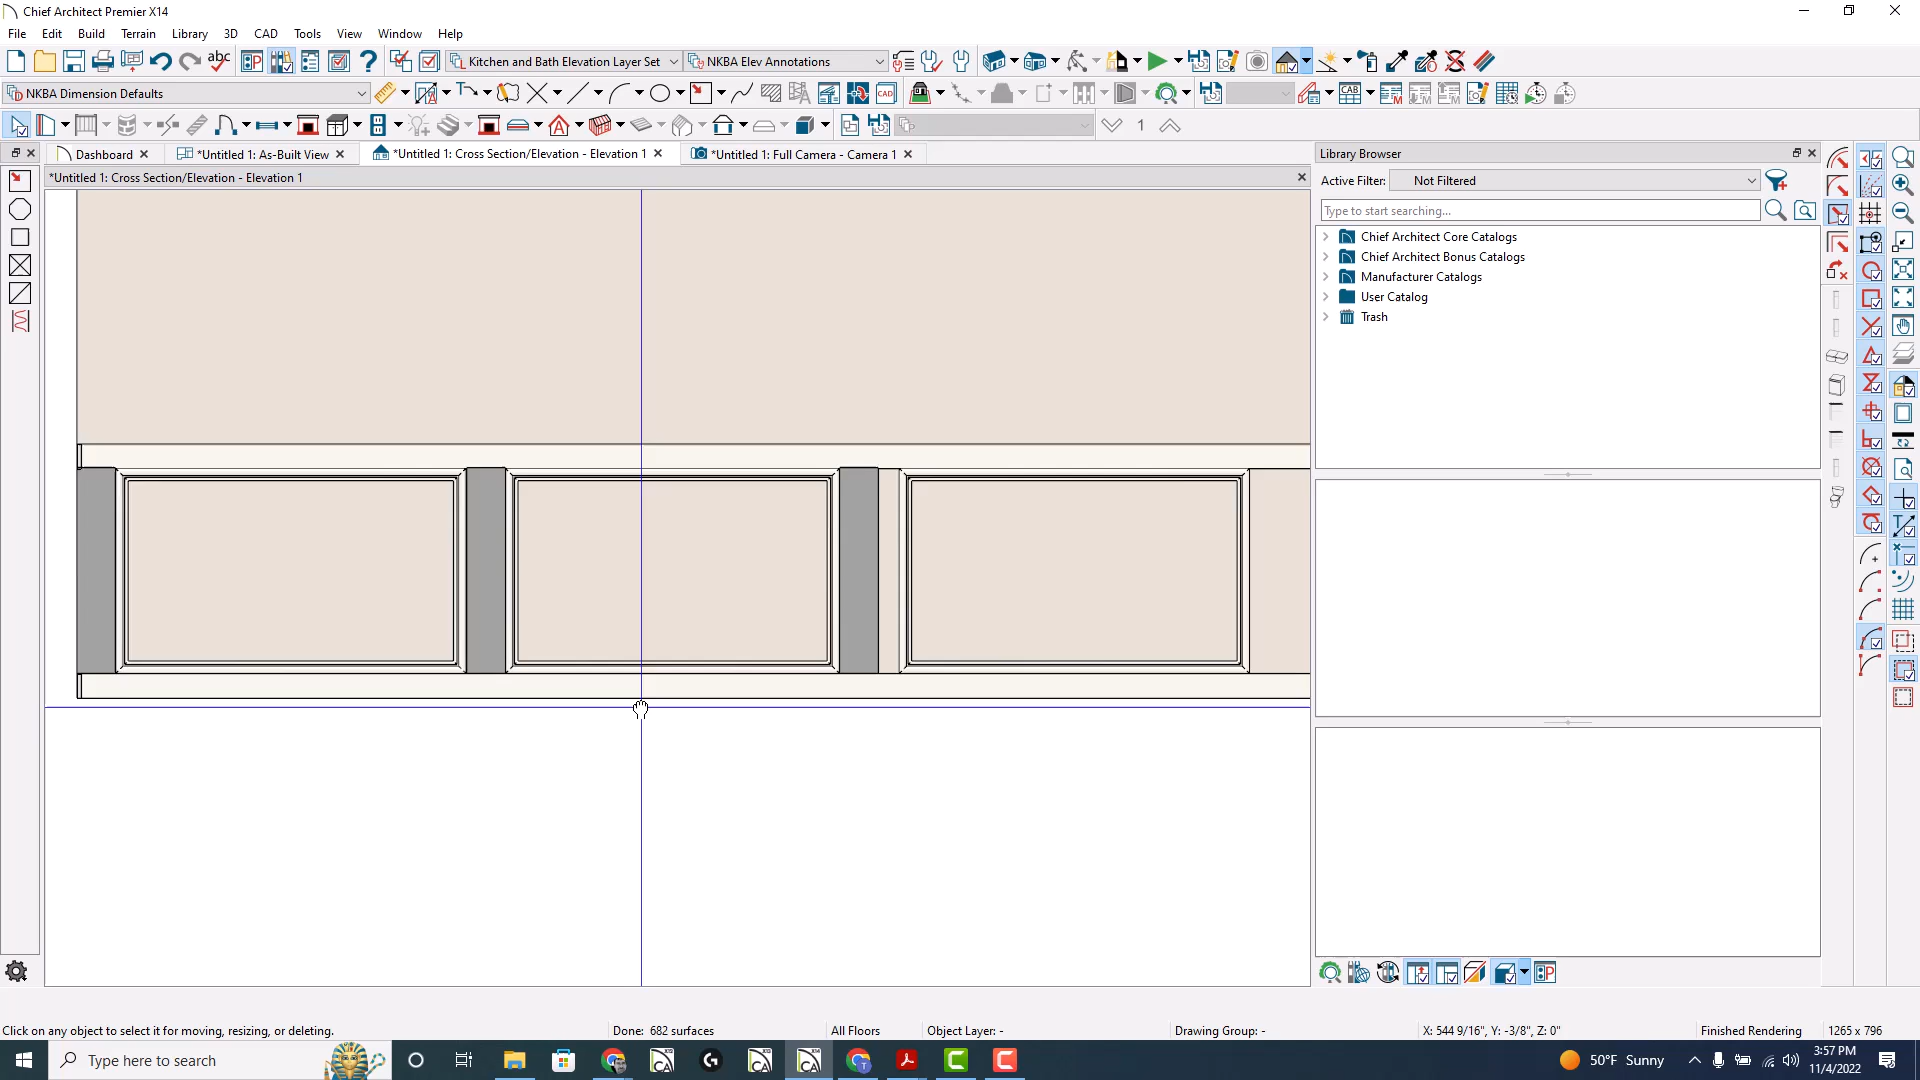 Chief Architect Premier X14
File Edit Build Terrain Library 3D CAD Tools View Window Help
Kitchen and Bath Elevation Layer Set NKBA Elev Annotations
NKBA Dimension Defaults
1
Dashboard *Untitled 1: As-Built View *Untitled 1: Cross Section/Elevation - Elevation 1 *Untitled 1: Full Camera - Camera 1
*Untitled 1: Cross Section/Elevation - Elevation 1
Library Browser
Active Filter: Not Filtered
Type to start searching...
Chief Architect Core Catalogs
Chief Architect Bonus Catalogs
Manufacturer Catalogs
User Catalog
Trash
Click on any object to select it for moving, resizing, or deleting. Done: 682 surfaces All Floors Object Layer: - Drawing Group: - X: 544 9/16", Y: -3/8", Z: 0" Finished Rendering 1265 x 796
Type here to search
50°F Sunny
3:57 PM
11/4/2022